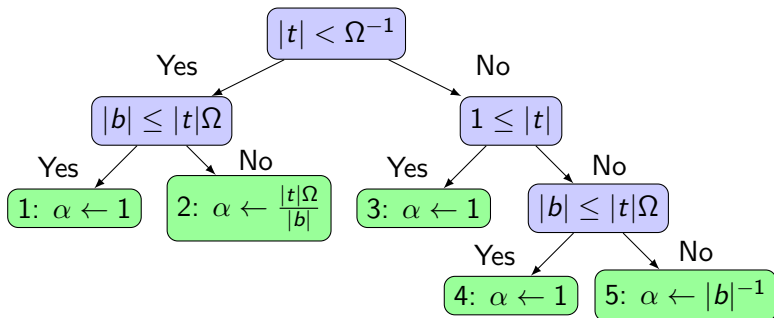 |t| < Ω⁻¹
Yes
No
|b| ≤ |t|Ω
1 ≤ |t|
Yes
No
Yes
No
1: α ← 1
2: α ← |t|Ω/|b|
3: α ← 1
|b| ≤ |t|Ω
Yes
No
4: α ← 1
5: α ← |b|⁻¹